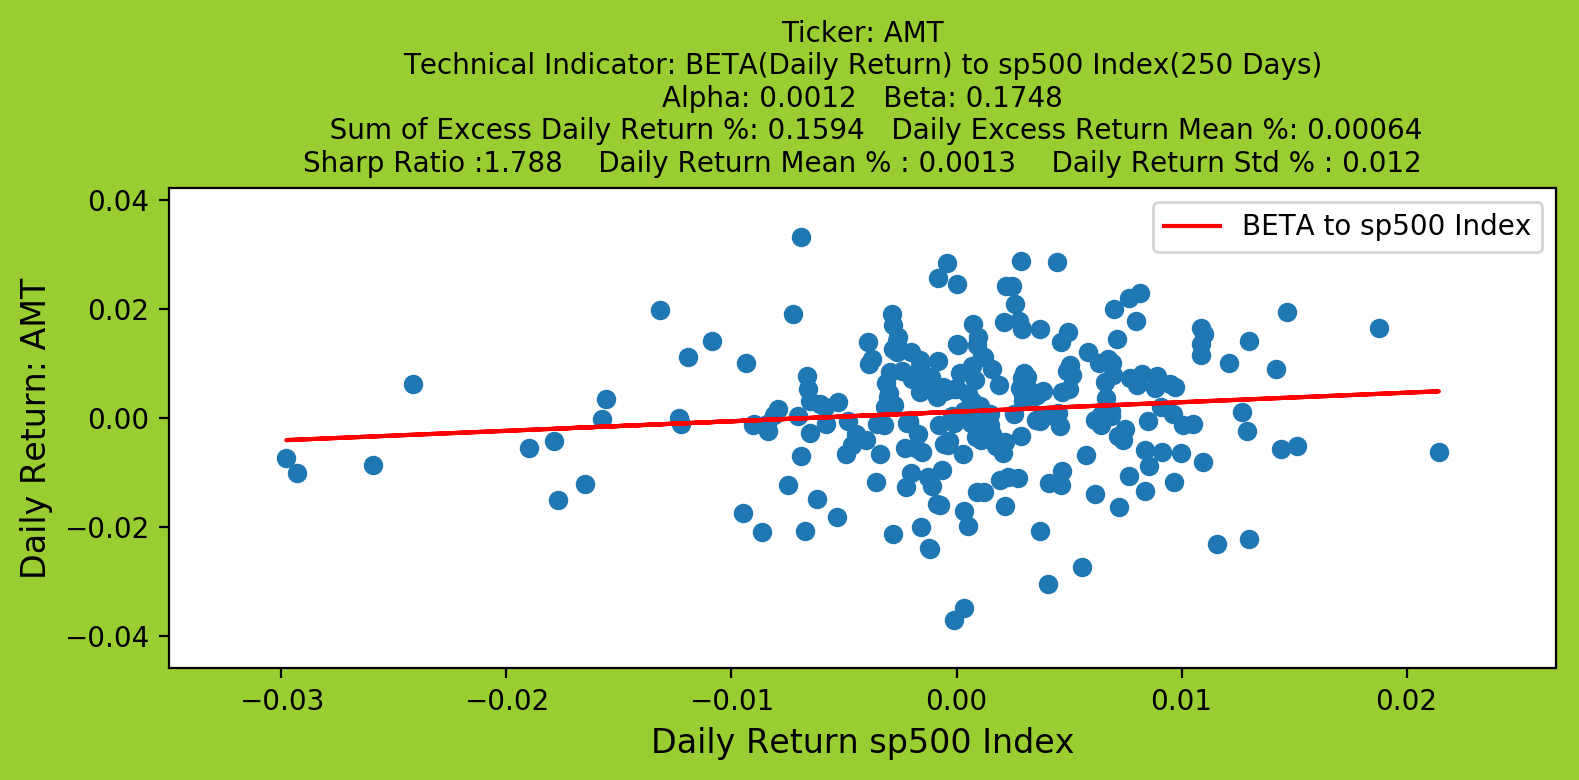 Ticker: AMT
Technical Indicator: BETA(Daily Return) to sp500 Index(250 Days)
Alpha: 0.0012 Beta: 0.1748
Sum of Excess Daily Return %: 0.1594 Daily Excess Return Mean %: 0.00064
Sharp Ratio :1.788 Daily Return Mean % : 0.0013 Daily Return Std % : 0.012
BETA to sp500 Index
Daily Return: AMT
0.04
0.02
0.00
−0.02
−0.04
−0.03
−0.02
−0.01
0.00
0.01
0.02
Daily Return sp500 Index